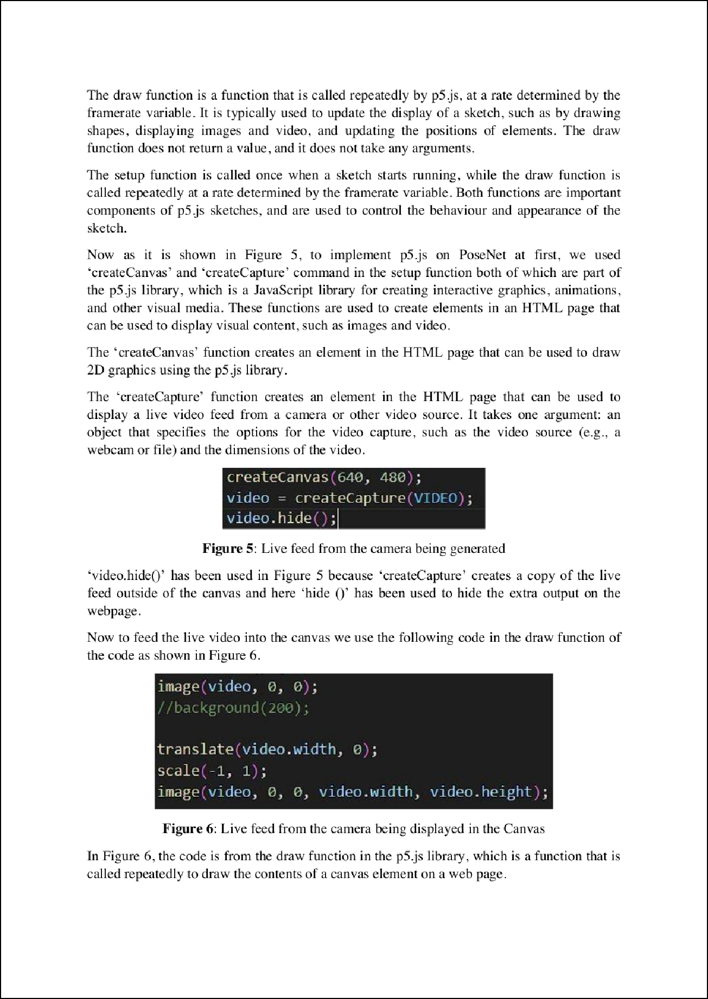 The draw function is a function that is called repeatedly by p5.js, at a rate determined by the
framerate variable. It is typically used to update the display of a sketch, such as by drawing
shapes, displaying images and video, and updating the positions of elements. The draw
function does not return a value, and it does not take any arguments.
The setup function is called once when a sketch starts running, while the draw function is
called repeatedly at a rate determined by the framerate variable. Both functions are important
components of p5.js sketches, and are used to control the behaviour and appearance of the
sketch.
Now as it is shown in Figure 5, to implement p5.js on PoseNet at first, we used
‘createCanvas’ and ‘createCapture’ command in the setup function both of which are part of
the p5.js library, which is a JavaScript library for creating interactive graphics, animations,
and other visual media. These functions are used to create elements in an HTML page that
can be used to display visual content, such as images and video.
The ‘createCanvas’ function creates an element in the HTML page that can be used to draw
2D graphics using the p5.js library.
The ‘createCapture’ function creates an element in the HTML page that can be used to
display a live video feed from a camera or other video source. It takes one argument: an
object that specifies the options for the video capture, such as the video source (e.g., a
webcam or file) and the dimensions of the video.
createCanvas(640, 480);
video = createCapture(VIDEO);
video.hide();
Figure 5: Live feed from the camera being generated
‘video.hide()’ has been used in Figure 5 because ‘createCapture’ creates a copy of the live
feed outside of the canvas and here ‘hide ()’ has been used to hide the extra output on the
webpage.
Now to feed the live video into the canvas we use the following code in the draw function of
the code as shown in Figure 6.
image(video, 0, 0);
//background(200);
translate(video.width, 0);
scale(-1, 1);
image(video, 0, 0, video.width, video.height);
Figure 6: Live feed from the camera being displayed in the Canvas
In Figure 6, the code is from the draw function in the p5.js library, which is a function that is
called repeatedly to draw the contents of a canvas element on a web page.